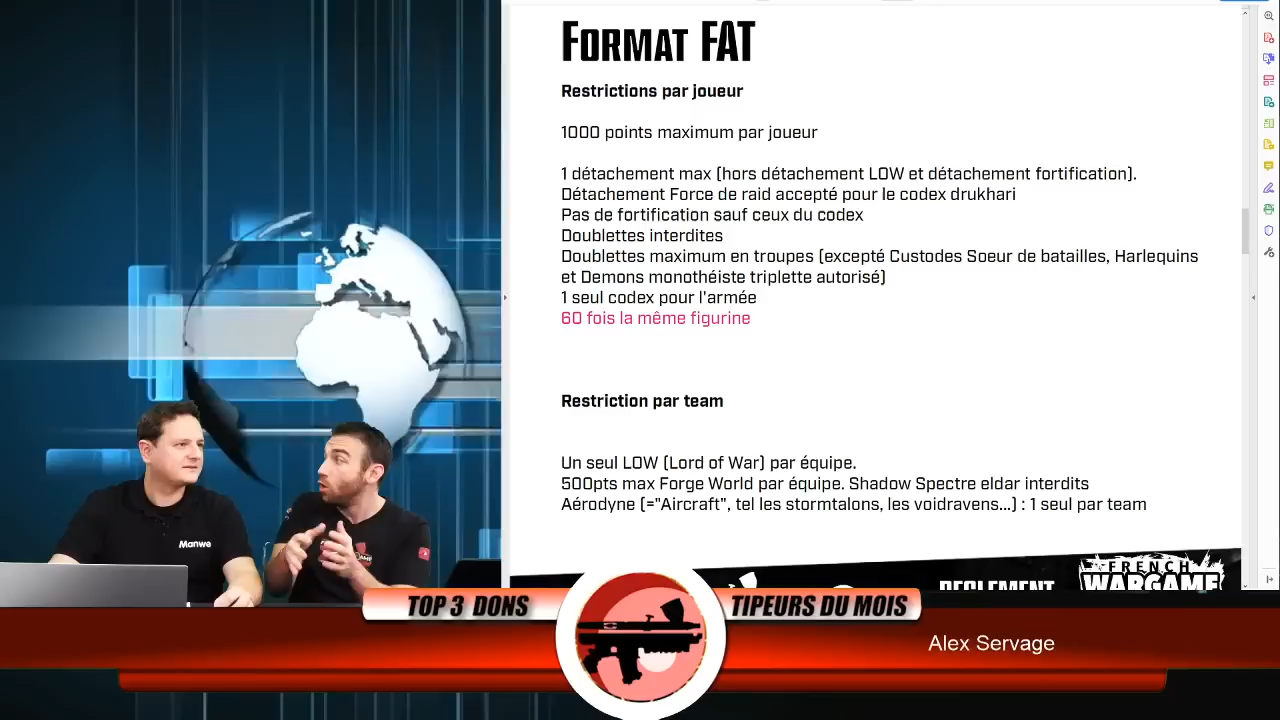 FORMAT FAT
Restrictions par joueur
1000 points maximum par joueur
1 détachement max (hors détachement LOW et détachement fortification).
Détachement Force de raid accepté pour le codex drukhari
Pas de fortification sauf ceux du codex
Doublettes interdites
Doublettes maximum en troupes (excepté Custodes Soeur de batailles, Harlequins
et Demons monothéiste triplette autorisé)
1 seul codex pour l'armée
60 fois la même figurine
Restriction par team
Un seul LOW (Lord of War) par équipe.
500pts max Forge World par équipe. Shadow Spectre eldar interdits
Aérodyne (="Aircraft", tel les stormtalons, les voidravens...) : 1 seul par team
REGLEMENT
FRENCH
WARGAME
Manwe
TOP 3 DONS
TIPEURS DU MOIS
Alex Servage